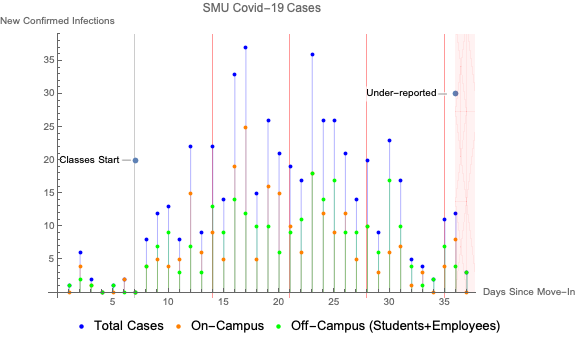 SMU Covid-19 Cases
New Confirmed Infections
35
30
Under-reported
25
20
Classes Start
15
10
5
5 10 15 20 25 30 35
Days Since Move-In
Total Cases On-Campus Off-Campus (Students+Employees)